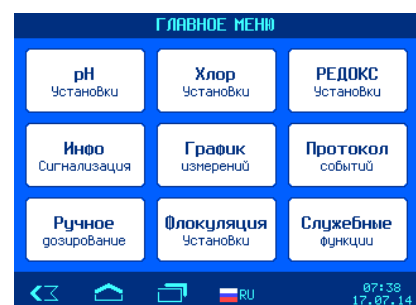 ГЛАВНОЕ МЕНЮ
pH
Установки
Хлор
Установки
РЕДОКС
Установки
Инфо
Сигнализация
График
измерений
Протокол
событий
Ручное
дозирование
Флокуляция
Установки
Служебные
функции
RU
07:38
17.07.14